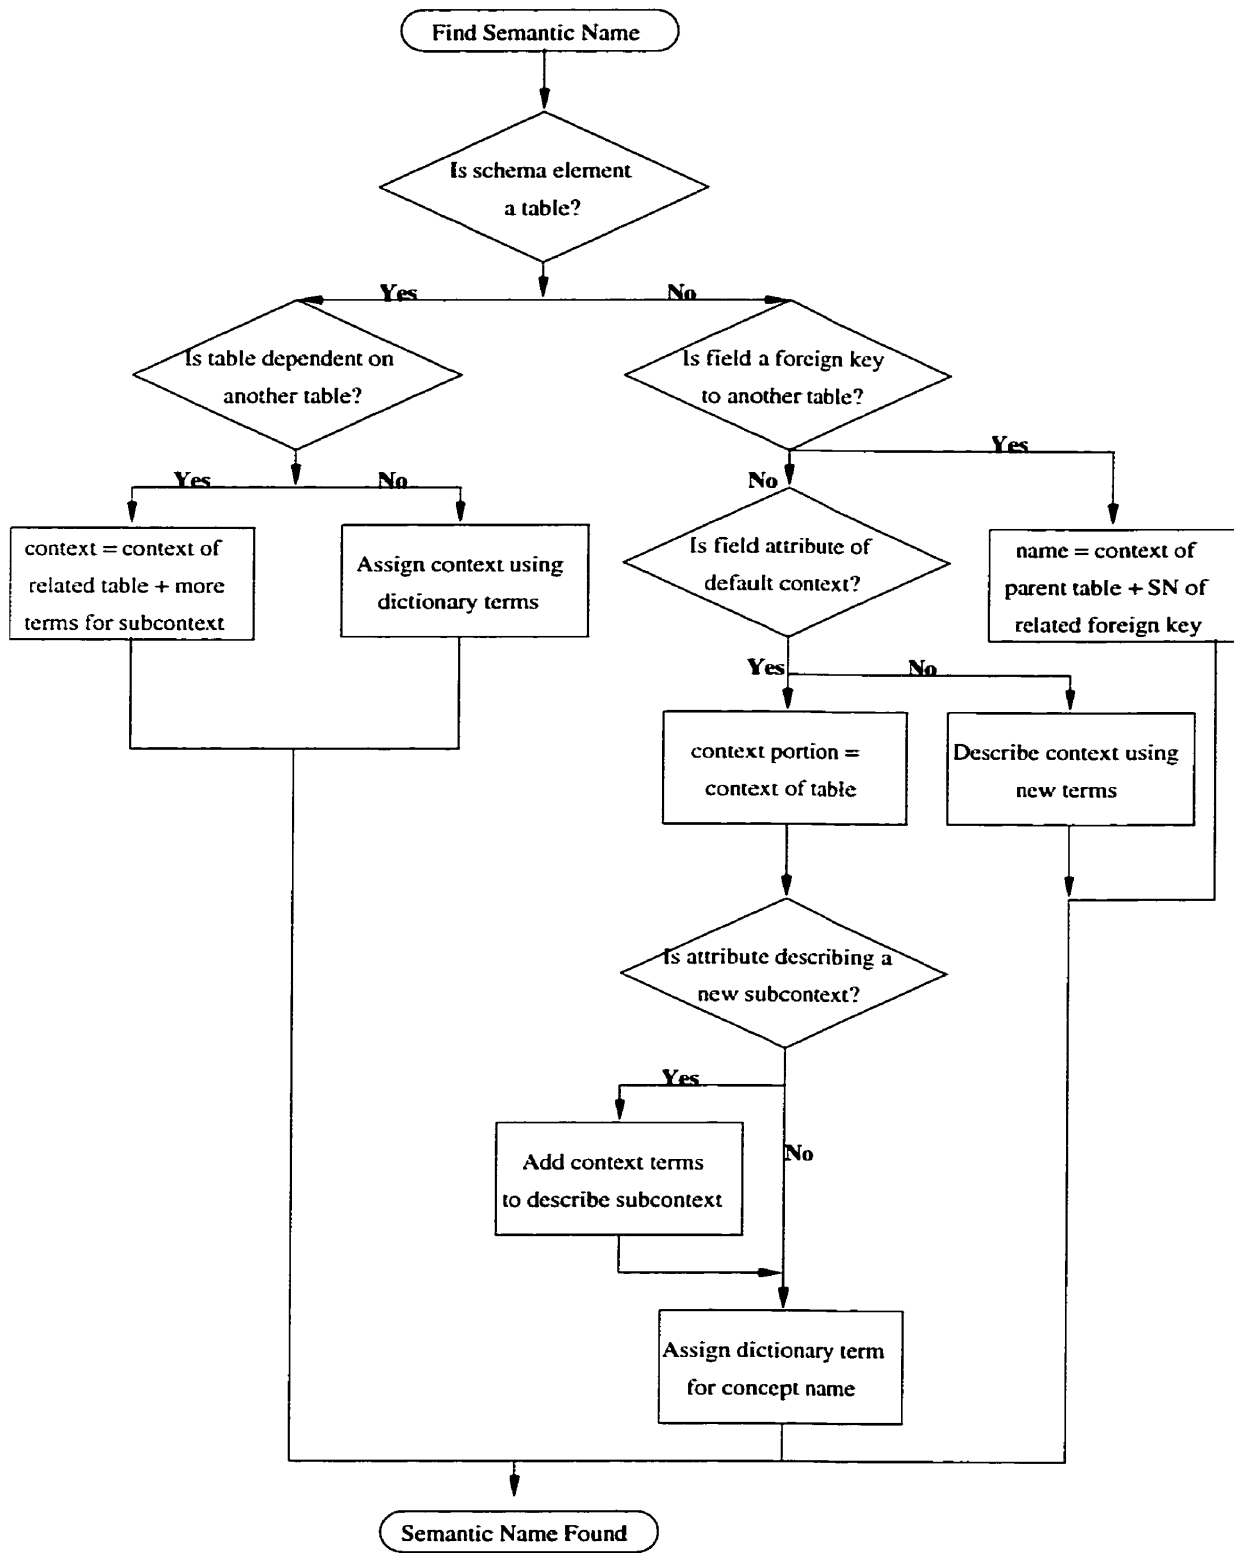 Find Semantic Name
Is schema element
a table?
Yes
No
Is table dependent on
another table?
Is field a foreign key
to another table?
Yes
No
No
Yes
context = context of
related table + more
terms for subcontext
Assign context using
dictionary terms
Is field attribute of
default context?
name = context of
parent table + SN of
related foreign key
Yes
No
context portion =
context of table
Describe context using
new terms
Is attribute describing a
new subcontext?
Yes
No
Add context terms
to describe subcontext
Assign dictionary term
for concept name
Semantic Name Found